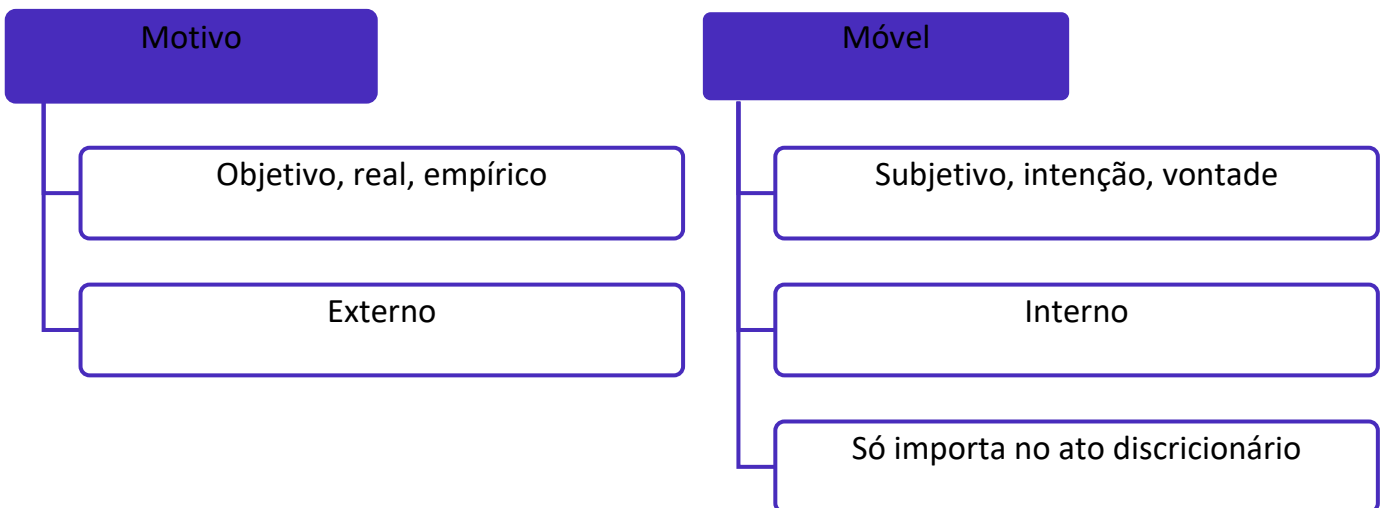 Motivo
Objetivo, real, empírico
Externo
Móvel
Subjetivo, intenção, vontade
Interno
Só importa no ato discricionário